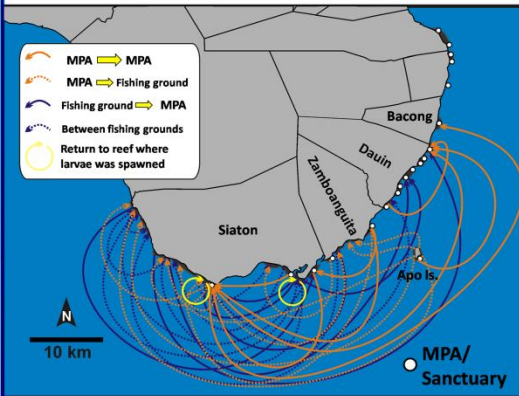 MPA MPA
MPA Fishing ground
Fishing ground MPA
Between fishing grounds
Return to reef where
larvae was spawned
Bacong
Dauin
Zamboanguita
Siaton
Apo Is.
N
10 km
MPA/
Sanctuary